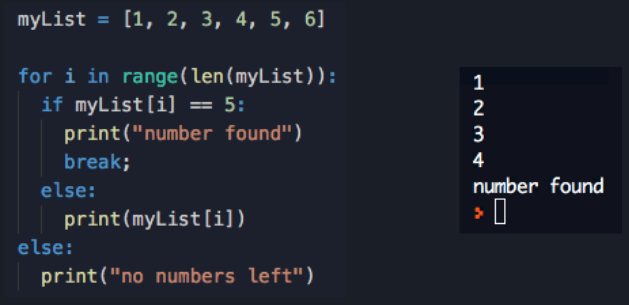 myList = [1, 2, 3, 4, 5, 6]
for i in range(len(myList)):
if myList[i] == 5:
print("number found")
break;
else:
print(myList[i])
else:
print("no numbers left")
1
2
3
4
number found
>